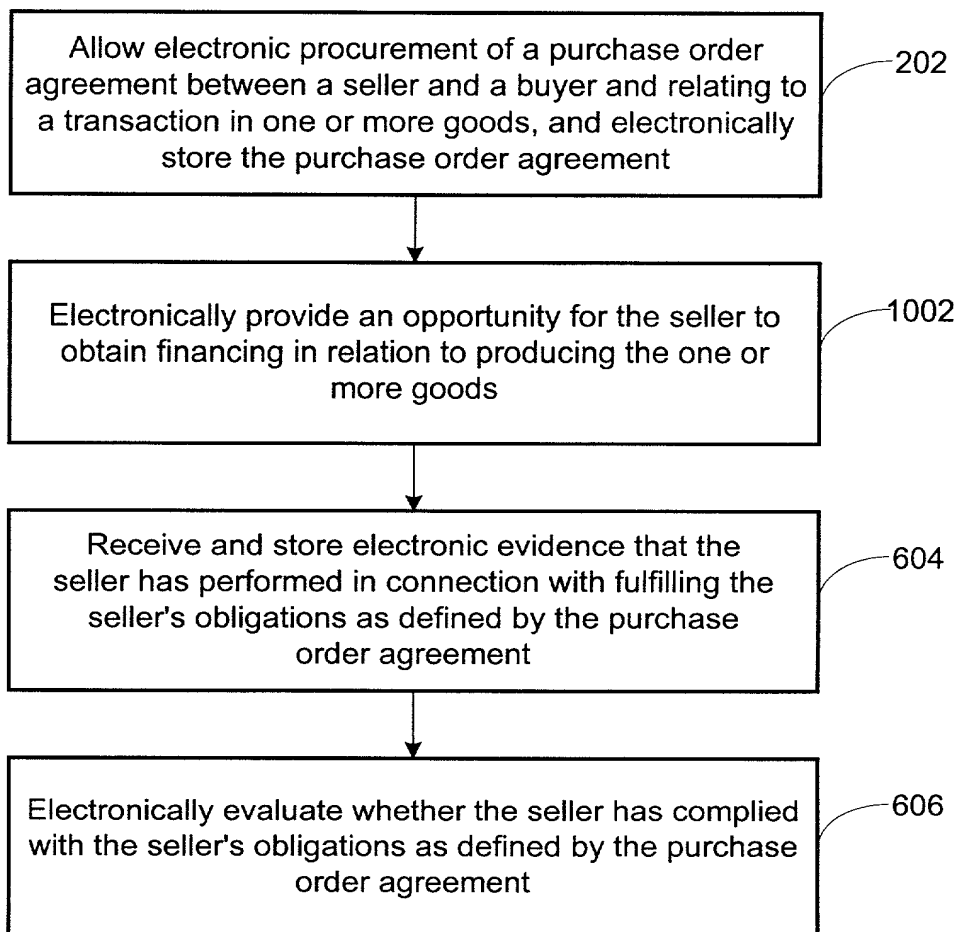 Allow electronic procurement of a purchase order
agreement between a seller and a buyer and relating to
a transaction in one or more goods, and electronically
store the purchase order agreement
202
Electronically provide an opportunity for the seller to
obtain financing in relation to producing the one or
more goods
1002
Receive and store electronic evidence that the
seller has performed in connection with fulfilling the
seller's obligations as defined by the purchase
order agreement
604
Electronically evaluate whether the seller has complied
with the seller's obligations as defined by the purchase
order agreement
606